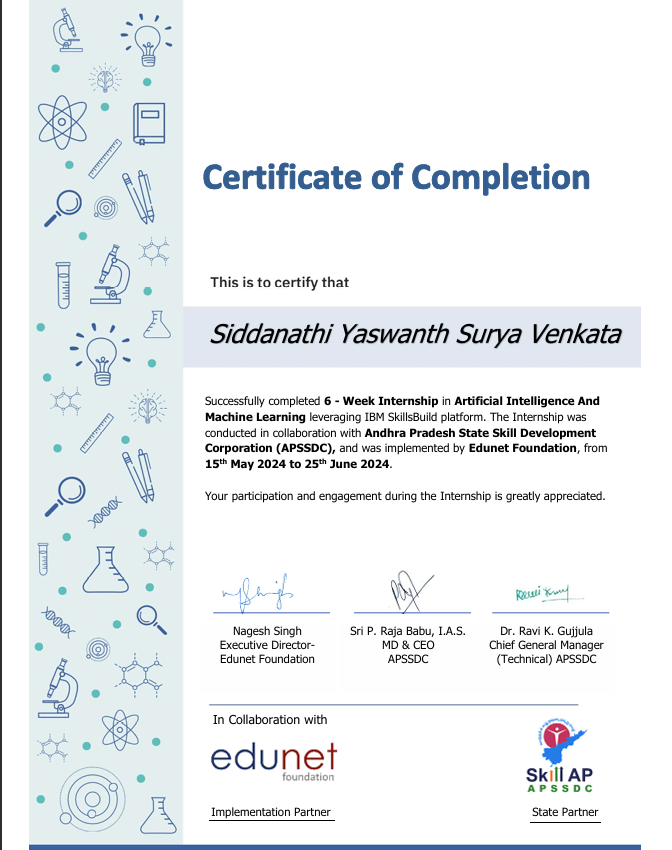 Certificate of Completion
This is to certify that
Siddanathi Yaswanth Surya Venkata
Successfully completed 6 - Week Internship in Artificial Intelligence And
Machine Learning leveraging IBM SkillsBuild platform. The Internship was
conducted in collaboration with Andhra Pradesh State Skill Development
Corporation (APSSDC), and was implemented by Edunet Foundation, from
15th May 2024 to 25th June 2024.
Your participation and engagement during the Internship is greatly appreciated.
Nagesh Singh
Executive Director-
Edunet Foundation
Sri P. Raja Babu, I.A.S.
MD & CEO
APSSDC
Dr. Ravi K. Gujjula
Chief General Manager
(Technical) APSSDC
In Collaboration with
edunet
foundation
Implementation Partner
Skill AP
APSSDC
State Partner